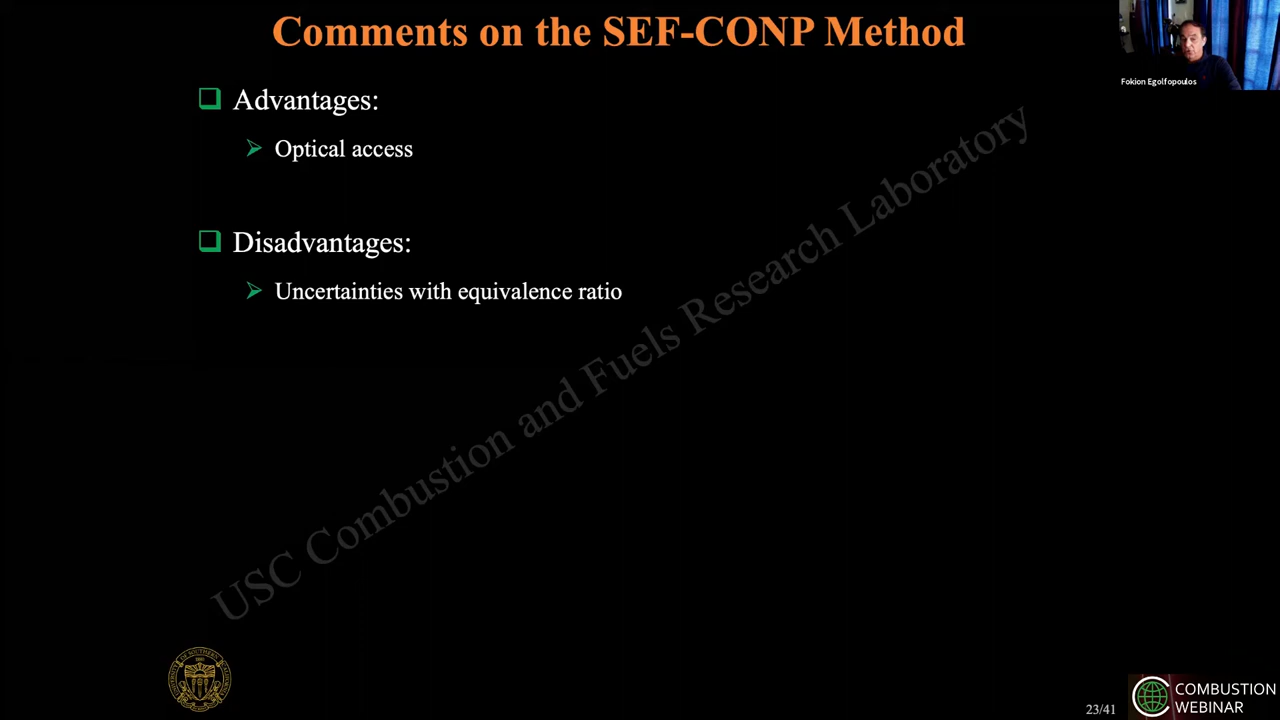 Comments on the SEF-CONP Method
Fokion Egolfopoulos
Advantages:
Optical access
Disadvantages:
Uncertainties with equivalence ratio
USC Combustion and Fuels Research Laboratory
23/41
COMBUSTION
WEBINAR